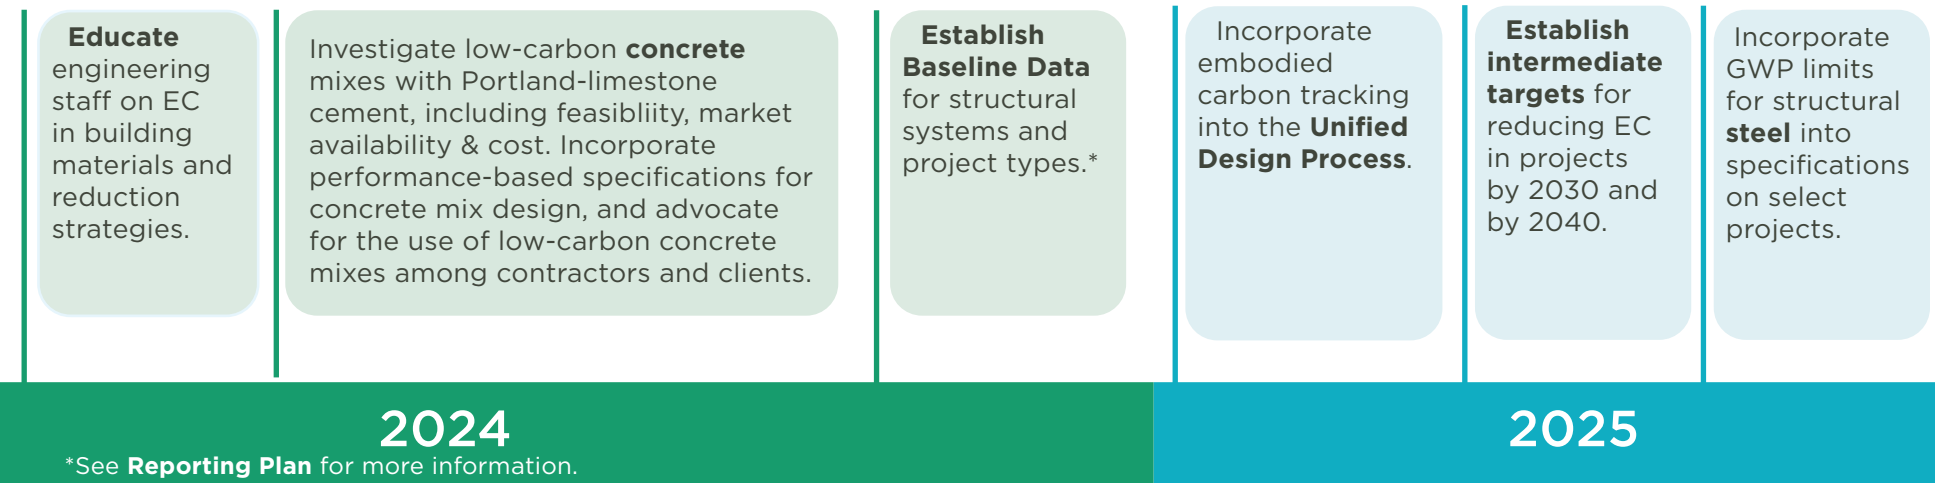 Educate
engineering
staff on EC
in building
materials and
reduction
strategies.
Investigate low-carbon concrete
mixes with Portland-limestone
cement, including feasibliity, market
availability & cost. Incorporate
performance-based specifications for
concrete mix design, and advocate
for the use of low-carbon concrete
mixes among contractors and clients.
Establish
Baseline Data
for structural
systems and
project types.*
Incorporate
embodied
carbon tracking
into the Unified
Design Process.
Establish
intermediate
targets for
reducing EC
in projects
by 2030 and
by 2040.
Incorporate
GWP limits
for structural
steel into
specifications
on select
projects.
2024
*See Reporting Plan for more information.
2025